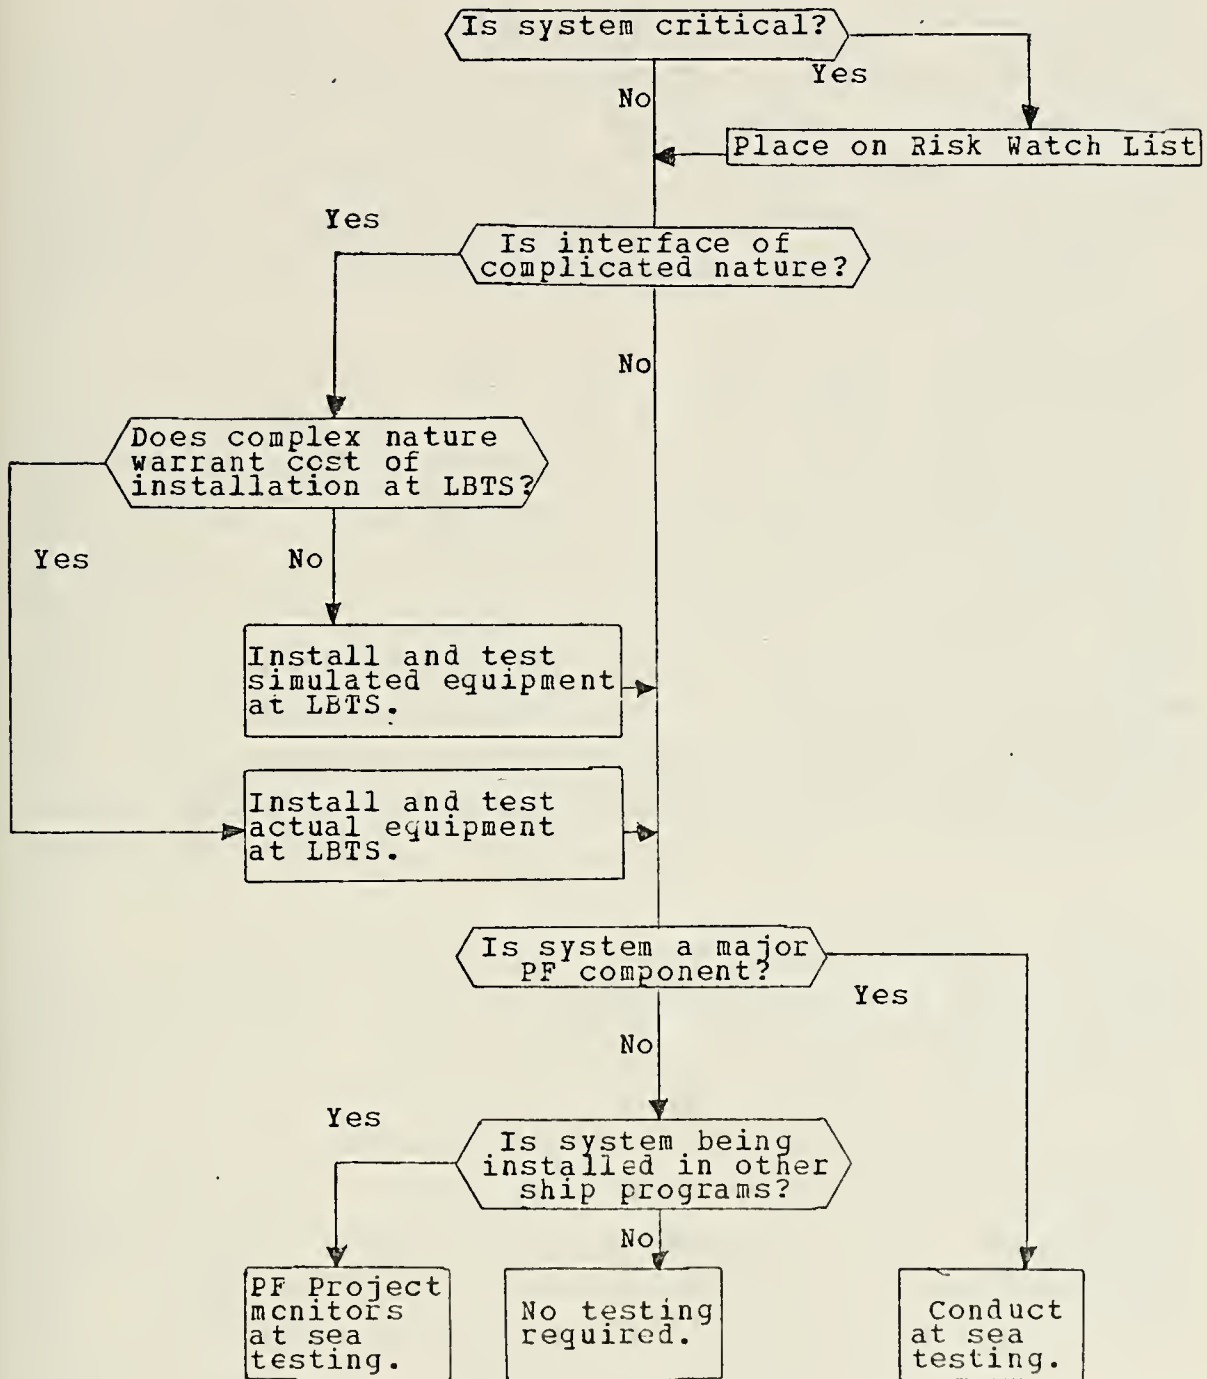 Is system critical?
Yes
No
Place on Risk Watch List
Yes
Is interface of
complicated nature?
No
Does complex nature
warrant cost of
installation at LBTS?
Yes
No
Install and test
simulated equipment
at LBTS.
Install and test
actual equipment
at LBTS.
Is system a major
PF component?
Yes
No
Yes
Is system being
installed in other
ship programs?
No
PF Project
monitors
at sea
testing.
No testing
required.
Conduct
at sea
testing.